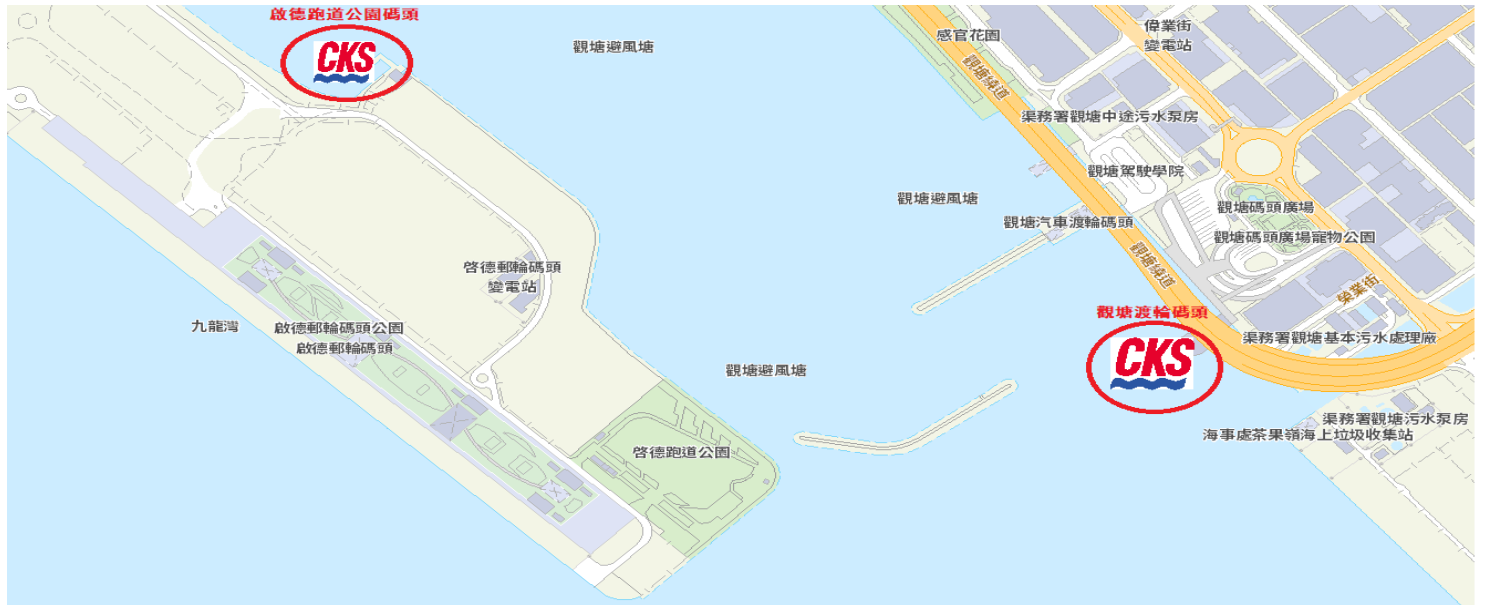 啟德跑道公園碼頭
CKS
觀塘避風塘
感官花園
偉業街
變電站
觀塘繞道
渠務署觀塘中途污水泵房
觀塘駕駛學院
觀塘避風塘
觀塘碼頭廣場
觀塘汽車渡輪碼頭
觀塘碼頭廣場寵物公園
觀塘繞道
啓德郵輪碼頭
變電站
榮業街
觀塘渡輪碼頭
CKS
九龍灣
啟德郵輪碼頭公園
啟德郵輪碼頭
渠務署觀塘基本污水處理廠
觀塘避風塘
渠務署觀塘污水泵房
海事處茶果嶺海上垃圾收集站
啓德跑道公園